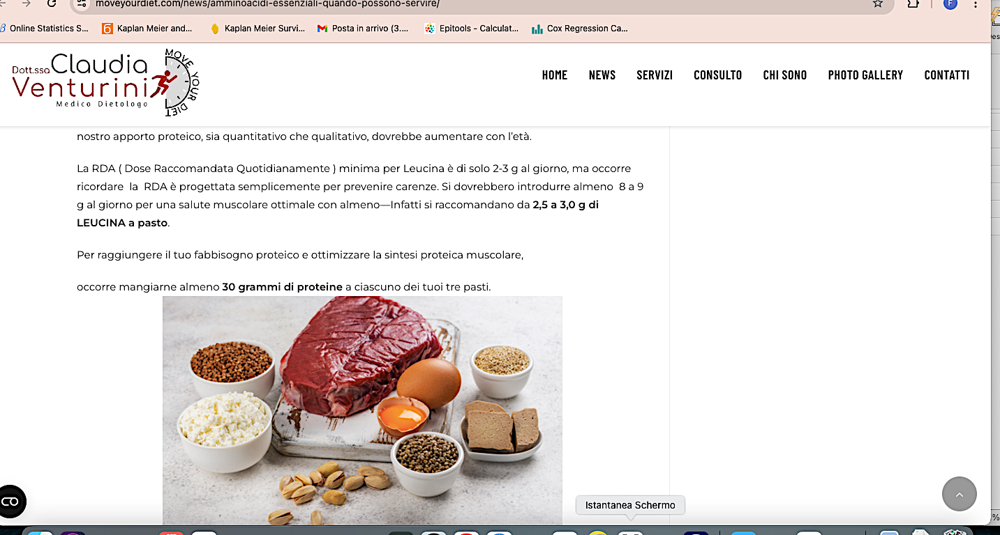 moveyourdiet.com/news/amminoacidi-essenziali-quando-possono-servire/
F
Online Statistics S...
6 Kaplan Meier and...
Kaplan Meier Survi...
Posta in arrivo (3....
Epitools - Calculat...
Cox Regression Ca...
Dott.ssa Claudia
Venturini
Medico Dietologo
MOVE YOUR DIET
HOME NEWS SERVIZI CONSULTO CHI SONO PHOTO GALLERY CONTATTI
nostro apporto proteico, sia quantitativo che qualitativo, dovrebbe aumentare con l'età.
La RDA ( Dose Raccomandata Quotidianamente ) minima per Leucina è di solo 2-3 g al giorno, ma occorre
ricordare la RDA è progettata semplicemente per prevenire carenze. Si dovrebbero introdurre almeno 8 a 9
g al giorno per una salute muscolare ottimale con almeno—Infatti si raccomandano da 2,5 a 3,0 g di
LEUCINA a pasto.
Per raggiungere il tuo fabbisogno proteico e ottimizzare la sintesi proteica muscolare,
occorre mangiarne almeno 30 grammi di proteine a ciascuno dei tuoi tre pasti.
Istantanea Schermo